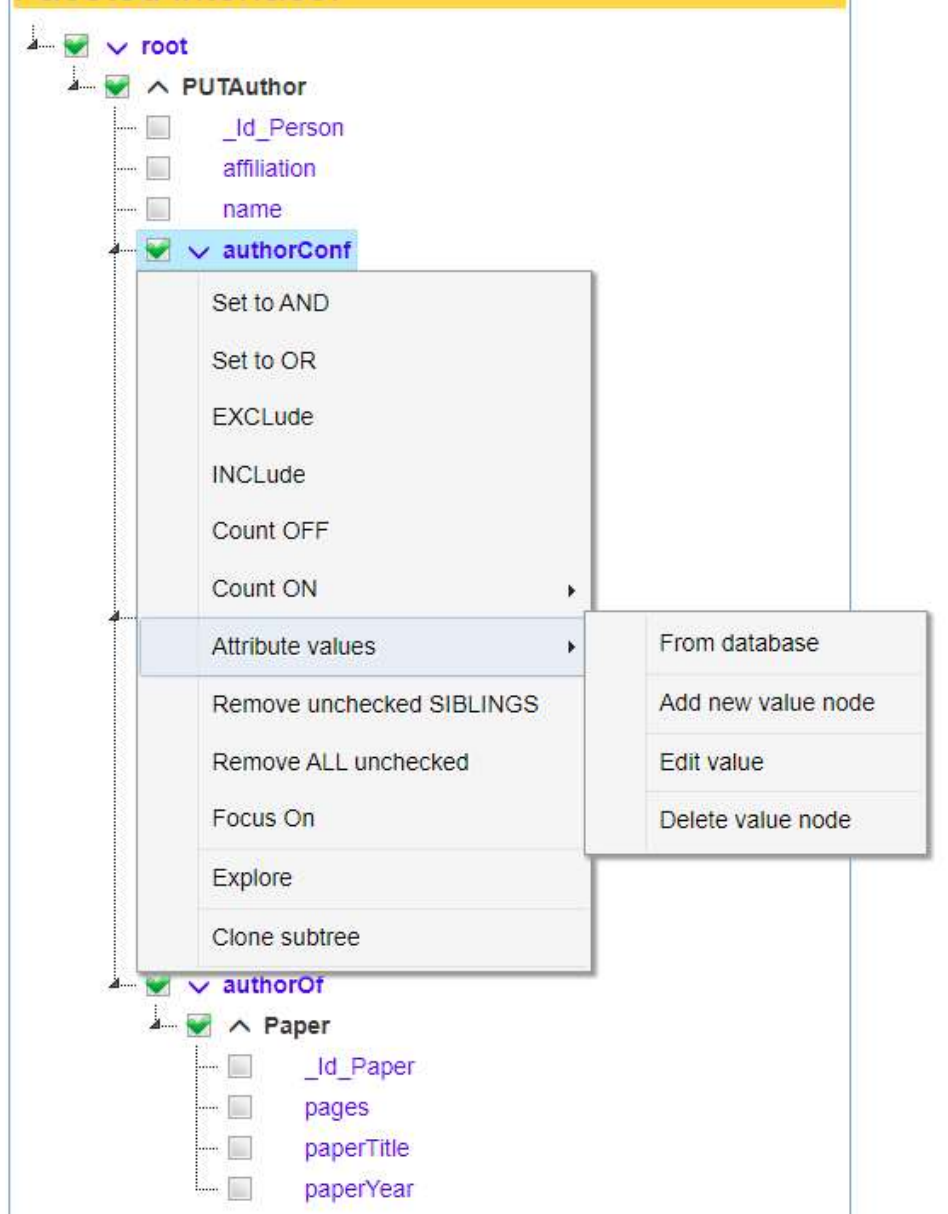 root
PUTAuthor
_Id_Person
affiliation
name
authorConf
Set to AND
Set to OR
EXCLude
INCLude
Count OFF
Count ON
Attribute values
From database
Remove unchecked SIBLINGS
Add new value node
Remove ALL unchecked
Edit value
Focus On
Delete value node
Explore
Clone subtree
authorOf
Paper
_Id_Paper
pages
paperTitle
paperYear